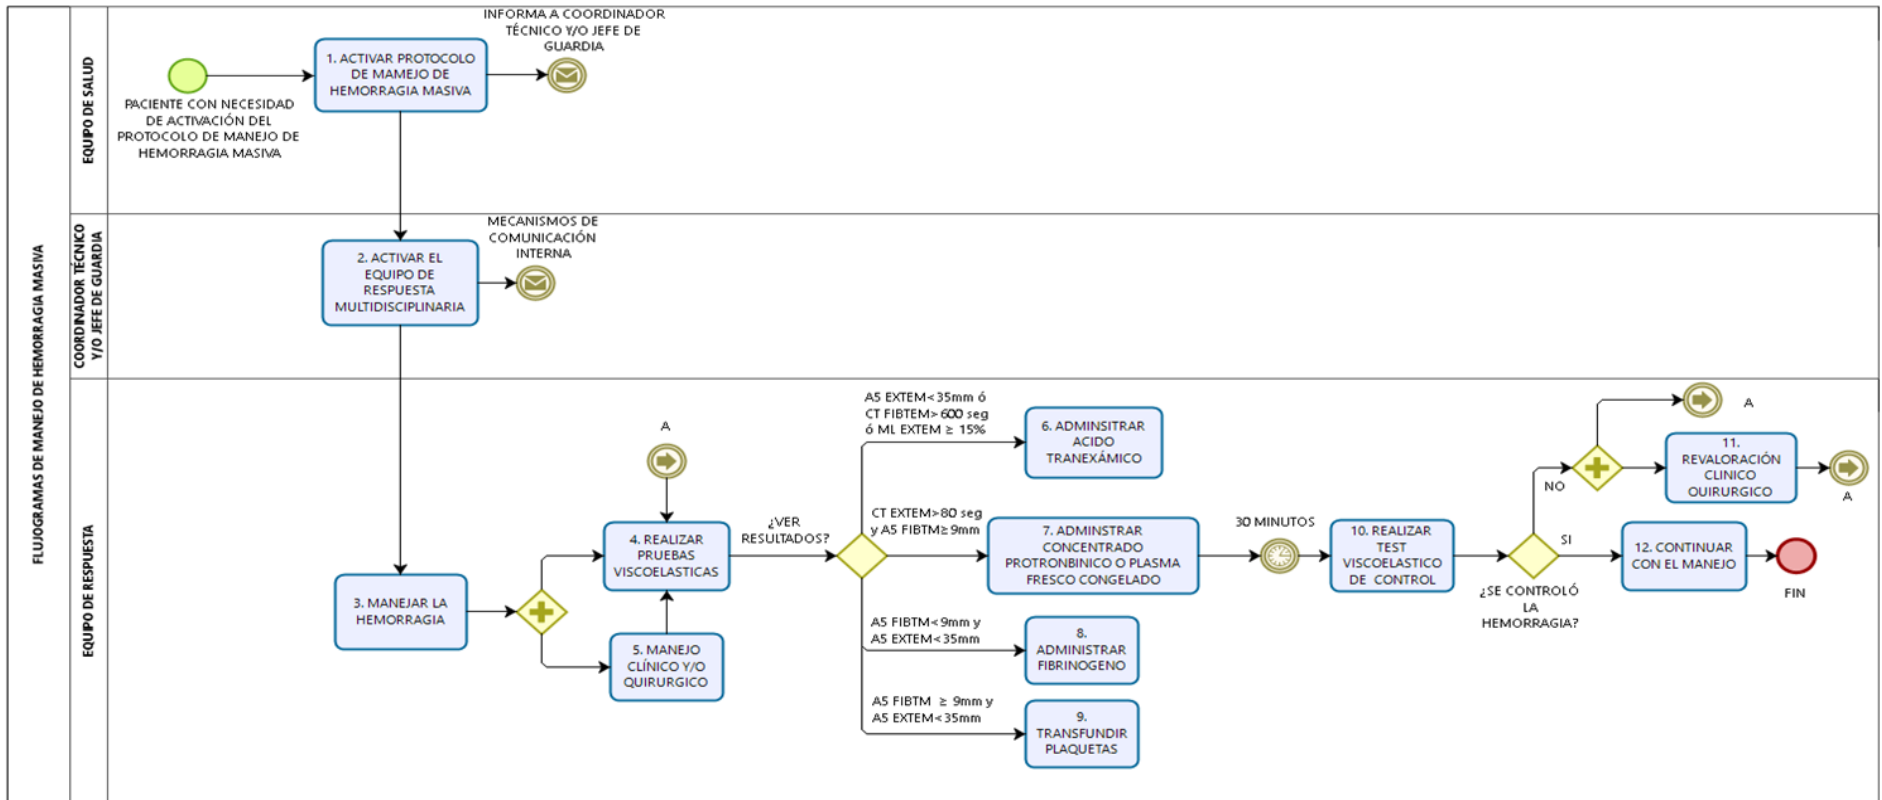 FLUJOGRAMAS DE MANEJO DE HEMORRAGIA MASIVA
EQUIPO DE SALUD
PACIENTE CON NECESIDAD
DE ACTIVACIÓN DEL
PROTOCOLO DE MANEJO DE
HEMORRAGIA MASIVA
1. ACTIVAR PROTOCOLO
DE MAMEJO DE
HEMORRAGIA MASIVA
INFORMA A COORDINADOR
TÉCNICO Y/O JEFE DE
GUARDIA
COORDINADOR TÉCNICO
Y/O JEFE DE GUARDIA
2. ACTIVAR EL
EQUIPO DE
RESPUESTA
MULTIDISCIPLINARIA
MECANISMOS DE
COMUNICACIÓN
INTERNA
EQUIPO DE RESPUESTA
3. MANEJAR LA
HEMORRAGIA
A
4. REALIZAR
PRUEBAS
VISCOELASTICAS
5. MANEJO
CLÍNICO Y/O
QUIRURGICO
¿VER
RESULTADOS?
A5 EXTEM<35mm ó
CT FIBTEM>600 seg
ó ML EXTEM ≥ 15%
6. ADMINSITRAR
ACIDO
TRANEXÁMICO
CT EXTEM>80 seg
y A5 FIBTM≥9mm
7. ADMINSTRAR
CONCENTRADO
PROTRONBINICO O PLASMA
FRESCO CONGELADO
A5 FIBTM<9mm y
A5 EXTEM<35mm
8.
ADMINISTRAR
FIBRINOGENO
A5 FIBTM ≥ 9mm y
A5 EXTEM<35mm
9.
TRANSFUNDIR
PLAQUETAS
30 MINUTOS
10. REALIZAR
TEST
VISCOELASTICO
DE CONTROL
¿SE CONTROLÓ
LA
HEMORRAGIA?
NO
A
11.
REVALORACIÓN
CLINICO
QUIRURGICO
A
SI
12. CONTINUAR
CON EL MANEJO
FIN